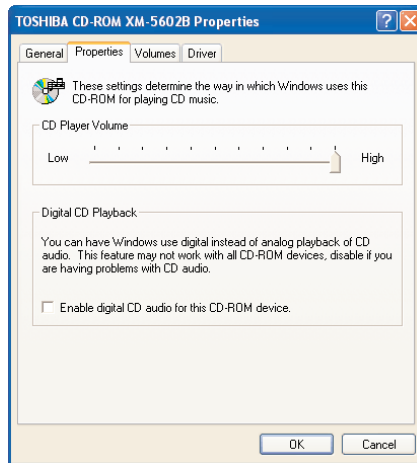 TOSHIBA CD-ROM XM-5602B Properties
General Properties Volumes Driver
These settings determine the way in which Windows uses this
CD-ROM for playing CD music.
CD Player Volume
Low High
Digital CD Playback
You can have Windows use digital instead of analog playback of CD
audio. This feature may not work with all CD-ROM devices, disable if you
are having problems with CD audio.
Enable digital CD audio for this CD-ROM device.
OK Cancel